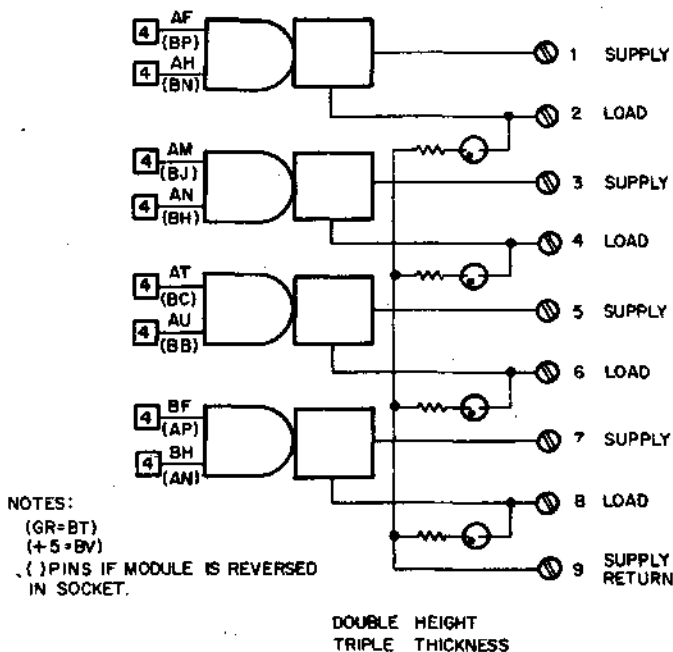 4 AF (BP)
4 AH (BN)
1 SUPPLY
2 LOAD
4 AM (BJ)
4 AN (BH)
3 SUPPLY
4 LOAD
4 AT (BC)
4 AU (BB)
5 SUPPLY
6 LOAD
4 BF (AP)
4 BH (AN)
7 SUPPLY
8 LOAD
9 SUPPLY RETURN
NOTES:
(GR=BT)
(+5=BV)
( ) PINS IF MODULE IS REVERSED
IN SOCKET.
DOUBLE HEIGHT
TRIPLE THICKNESS